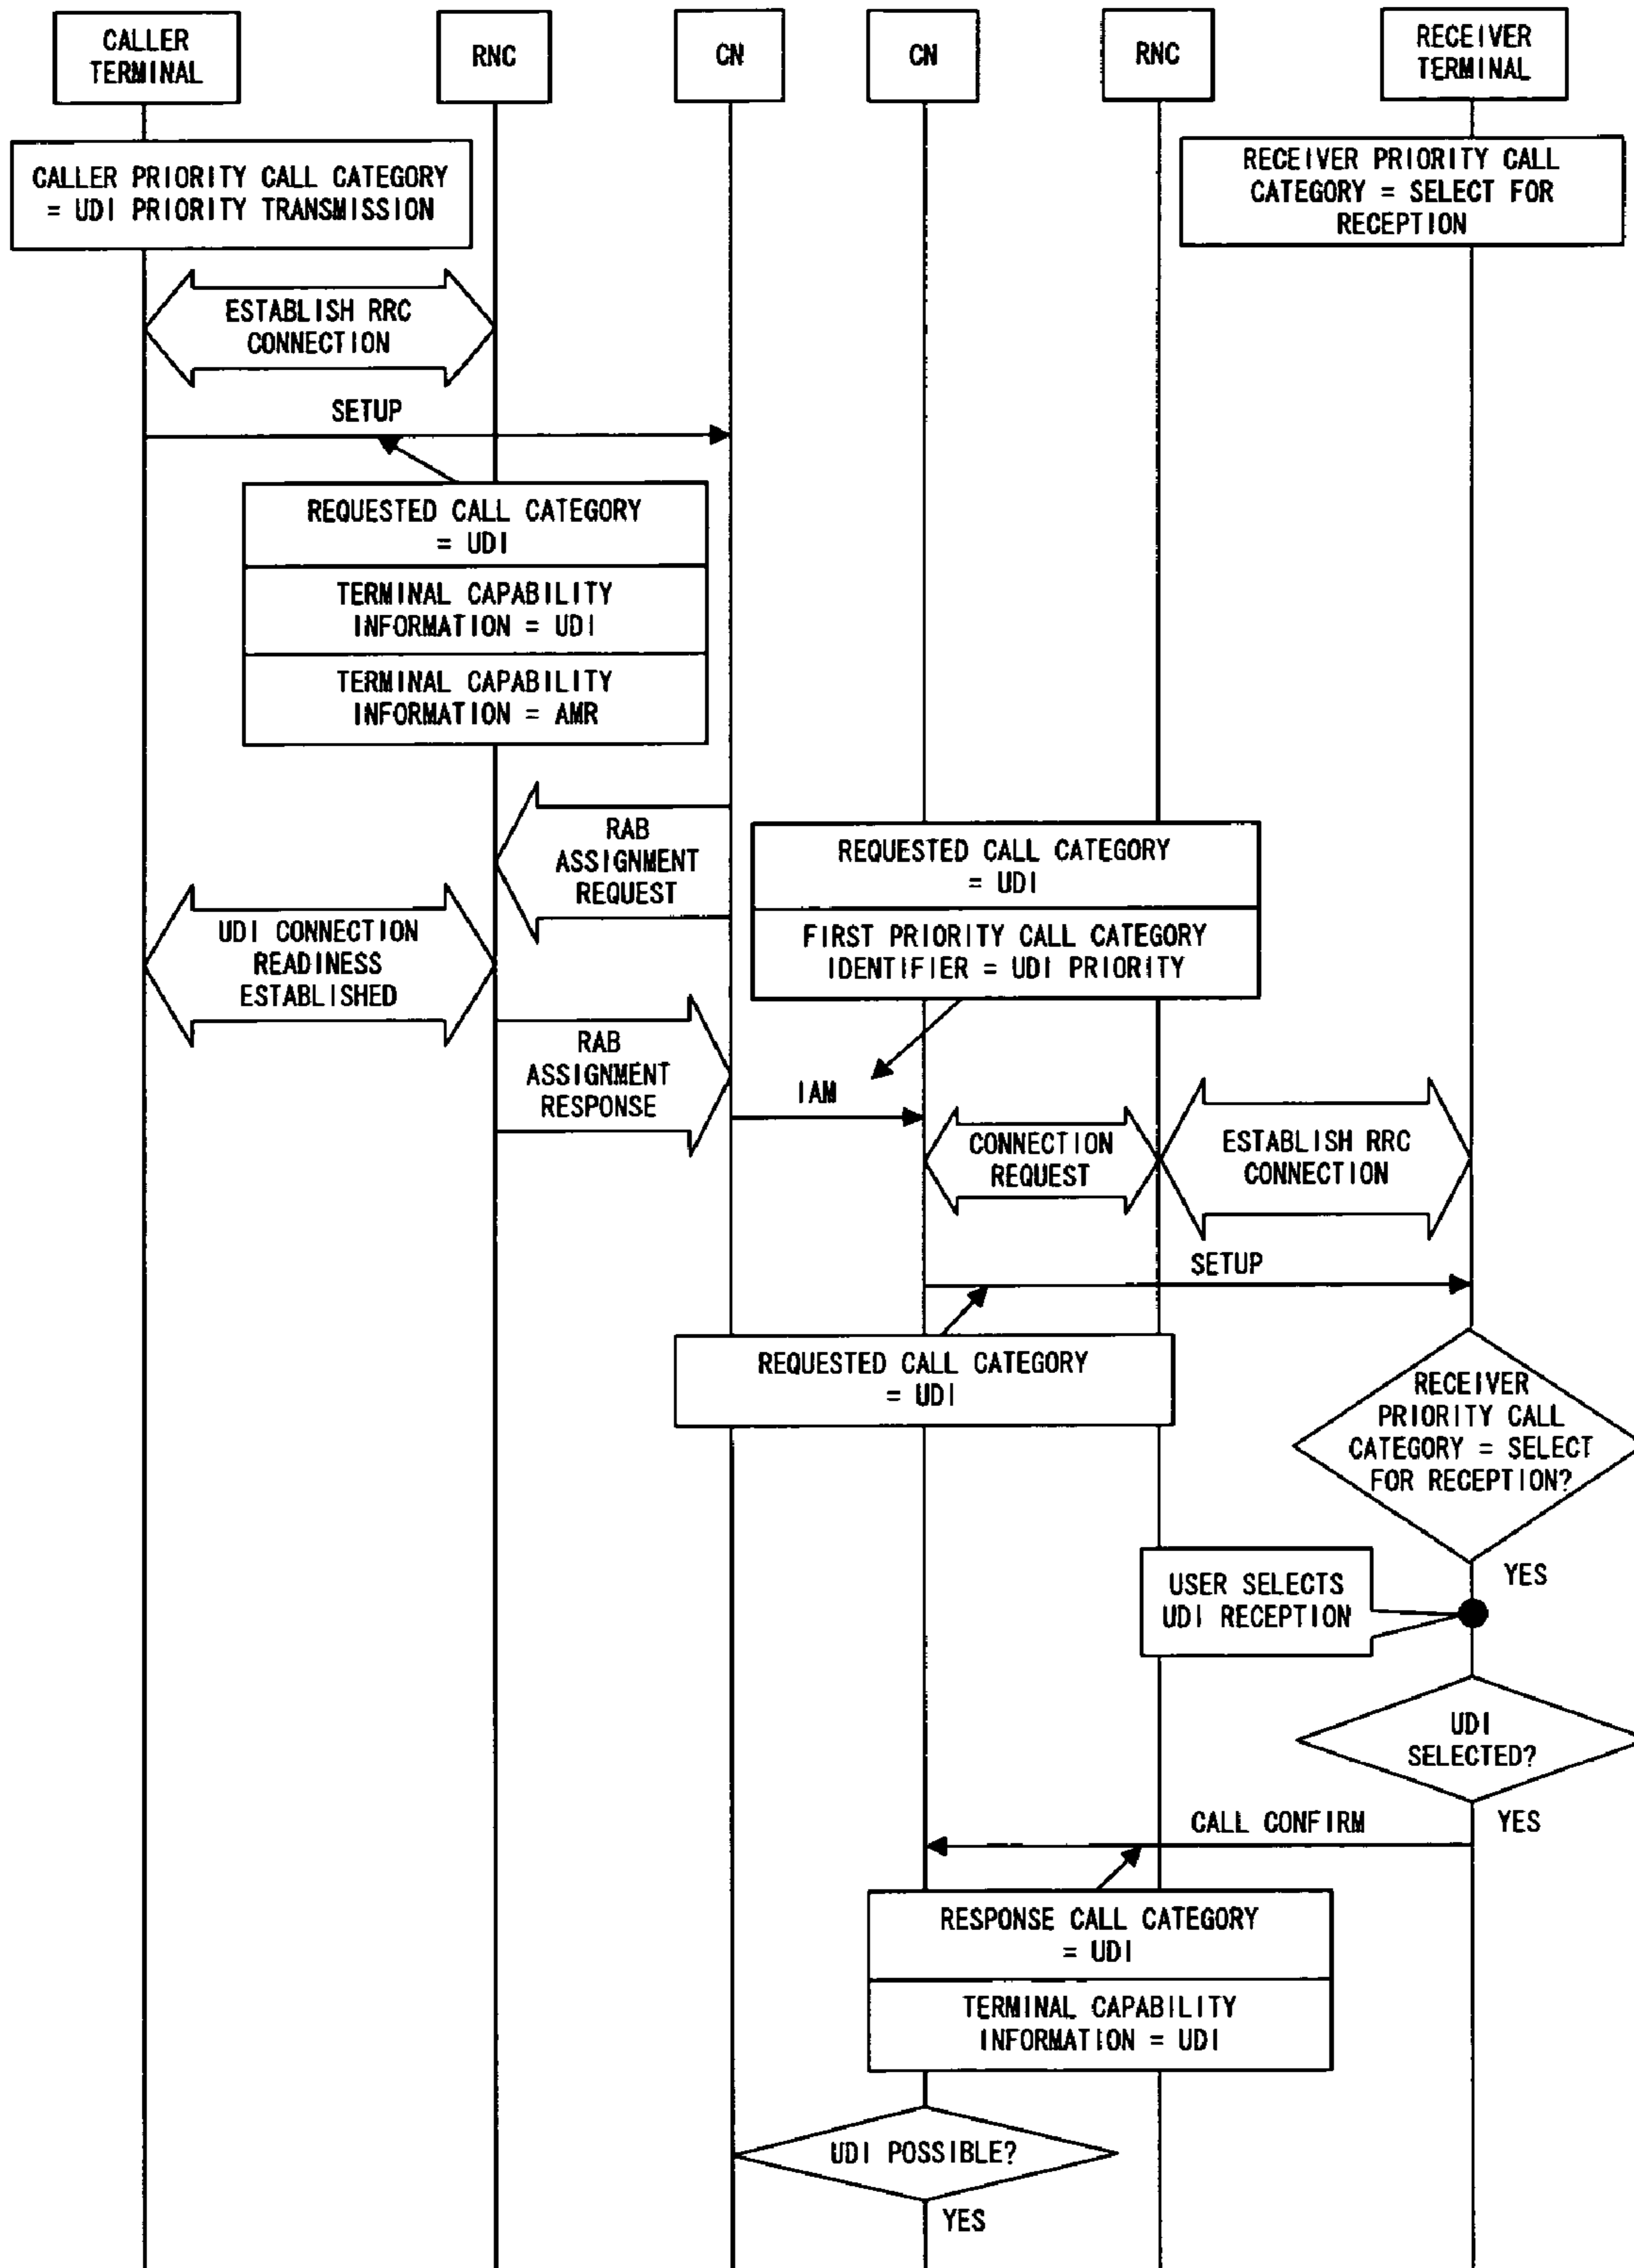 CALLER
TERMINAL
RNC
CN
CN
RNC
RECEIVER
TERMINAL
CALLER PRIORITY CALL CATEGORY
= UDI PRIORITY TRANSMISSION
RECEIVER PRIORITY CALL
CATEGORY = SELECT FOR
RECEPTION
ESTABLISH RRC
CONNECTION
SETUP
REQUESTED CALL CATEGORY
= UDI
TERMINAL CAPABILITY
INFORMATION = UDI
TERMINAL CAPABILITY
INFORMATION = AMR
RAB
ASSIGNMENT
REQUEST
REQUESTED CALL CATEGORY
= UDI
FIRST PRIORITY CALL CATEGORY
IDENTIFIER = UDI PRIORITY
UDI CONNECTION
READINESS
ESTABLISHED
RAB
ASSIGNMENT
RESPONSE
IAM
CONNECTION
REQUEST
ESTABLISH RRC
CONNECTION
SETUP
REQUESTED CALL CATEGORY
= UDI
RECEIVER
PRIORITY CALL
CATEGORY = SELECT
FOR RECEPTION?
YES
USER SELECTS
UDI RECEPTION
UDI
SELECTED?
YES
CALL CONFIRM
RESPONSE CALL CATEGORY
= UDI
TERMINAL CAPABILITY
INFORMATION = UDI
UDI POSSIBLE?
YES